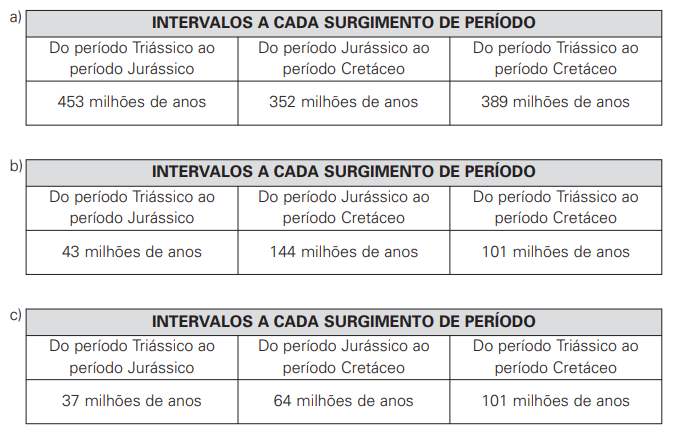 a)
INTERVALOS A CADA SURGIMENTO DE PERÍODO
Do período Triássico ao período Jurássico
Do período Jurássico ao período Cretáceo
Do período Triássico ao período Cretáceo
453 milhões de anos
352 milhões de anos
389 milhões de anos
b)
INTERVALOS A CADA SURGIMENTO DE PERÍODO
Do período Triássico ao período Jurássico
Do período Jurássico ao período Cretáceo
Do período Triássico ao período Cretáceo
43 milhões de anos
144 milhões de anos
101 milhões de anos
c)
INTERVALOS A CADA SURGIMENTO DE PERÍODO
Do período Triássico ao período Jurássico
Do período Jurássico ao período Cretáceo
Do período Triássico ao período Cretáceo
37 milhões de anos
64 milhões de anos
101 milhões de anos